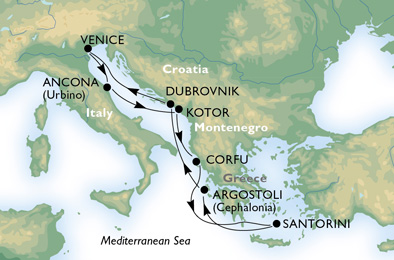 VENICE
Croatia
ANCONA
(Urbino)
DUBROVNIK
KOTOR
Italy
Montenegro
CORFU
Greece
ARGOSTOLI
(Cephalonia)
SANTORINI
Mediterranean Sea